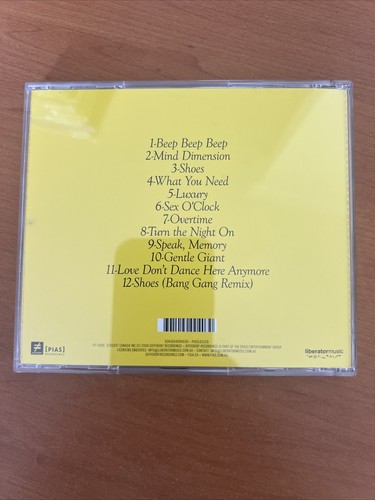 1-Beep Beep Beep
2-Mind Dimension
3-Shoes
4-What You Need
5-Luxury
6-Sex O'Clock
7-Overtime
8-Turn the Night On
9-Speak, Memory
10-Gentle Giant
11-Love Don't Dance Here Anymore
12-Shoes (Bang Gang Remix)
[PIAS]
liberatormusic